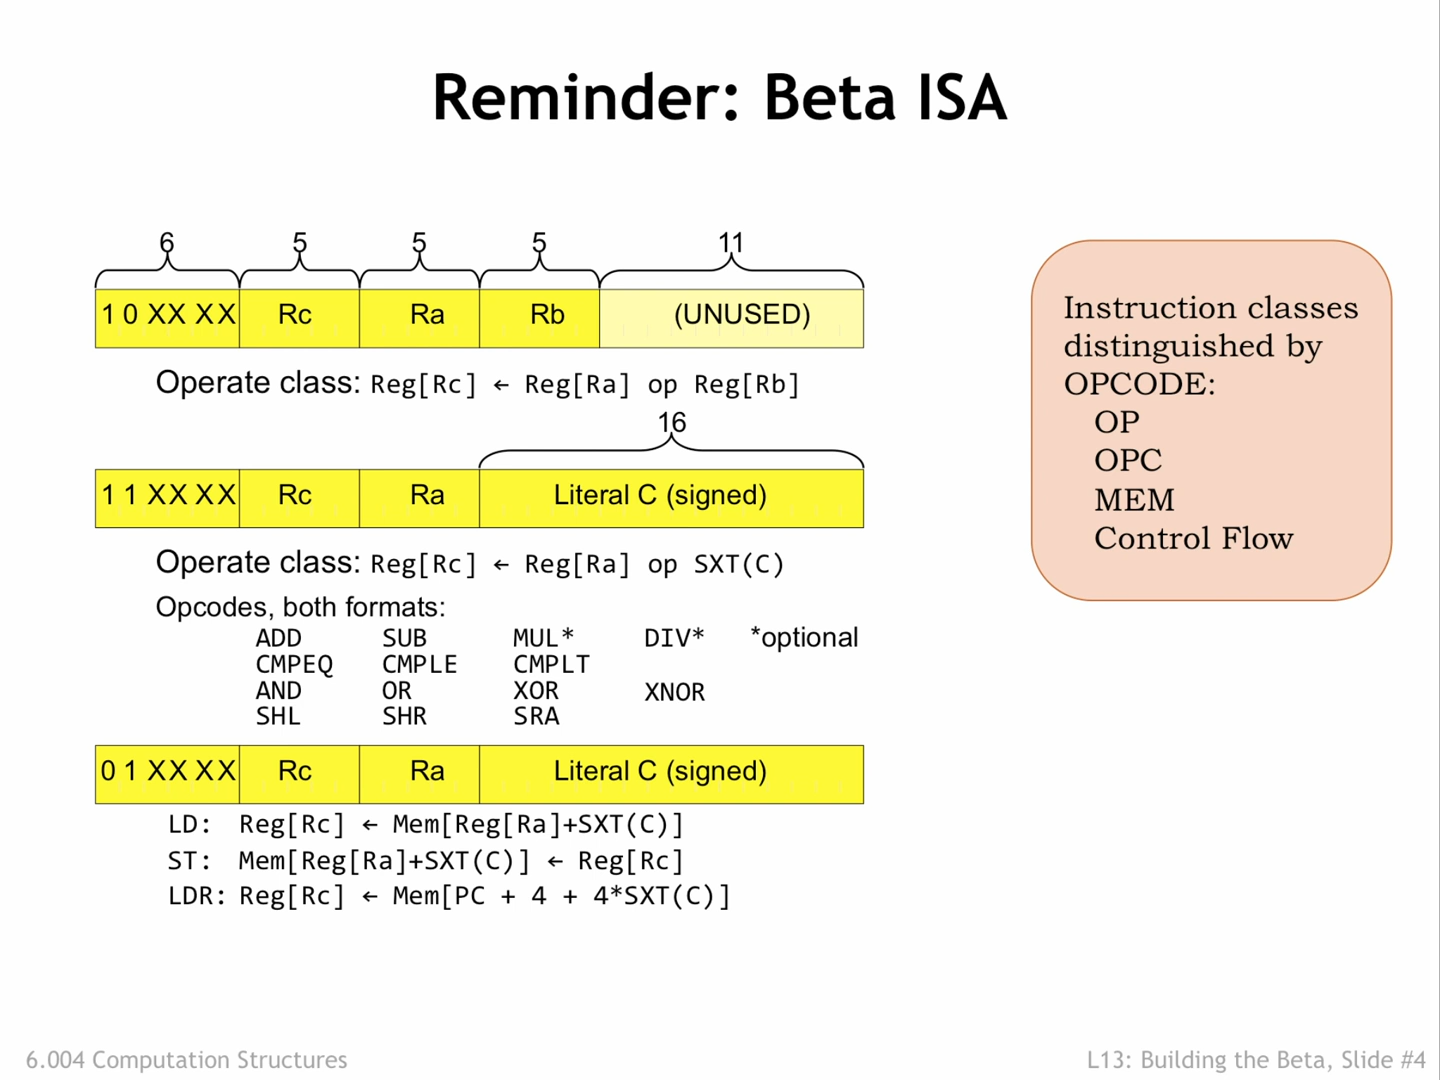 Reminder: Beta ISA
6 5 5 5 11
1 0 XX XX Rc Ra Rb (UNUSED)
Operate class: Reg[Rc] ← Reg[Ra] op Reg[Rb]
16
1 1 XX XX Rc Ra Literal C (signed)
Operate class: Reg[Rc] ← Reg[Ra] op SXT(C)
Opcodes, both formats:
ADD SUB MUL* DIV* *optional
CMPEQ CMPLE CMPLT
AND OR XOR XNOR
SHL SHR SRA
0 1 XX XX Rc Ra Literal C (signed)
LD: Reg[Rc] ← Mem[Reg[Ra]+SXT(C)]
ST: Mem[Reg[Ra]+SXT(C)] ← Reg[Rc]
LDR: Reg[Rc] ← Mem[PC + 4 + 4*SXT(C)]
Instruction classes
distinguished by
OPCODE:
OP
OPC
MEM
Control Flow
6.004 Computation Structures
L13: Building the Beta, Slide #4